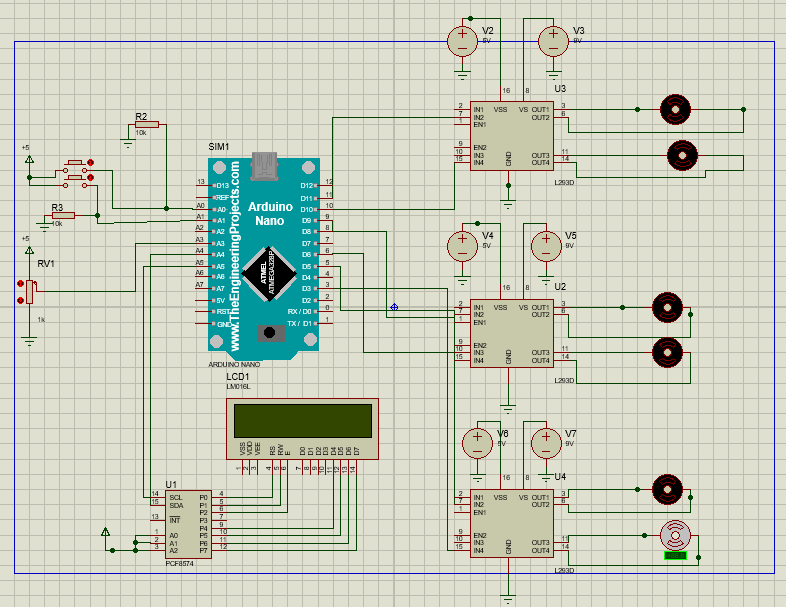 V2
5V
V3
9V
U3
16
8
2
7
1
IN1
IN2
EN1
VSS
VS
OUT1
OUT2
3
6
9
10
15
EN2
IN3
IN4
GND
OUT3
OUT4
11
14
L293D
R2
10k
+5
R3
10k
+5
RV1
1k
SIM1
www.TheEngineeringProjects.com
Arduino
Nano
ATMEL
ATMEGA328P
13
D13
REF
A0
A0
A1
A1
A2
A2
A3
A3
A4
A4
A5
A5
A6
A6
A7
A7
5V
RST
GND
D12
12
D11
11
D10
10
D9
9
D8
8
D7
7
D6
6
D5
5
D4
4
D3
3
D2
2
RX / D0
0
TX / D1
1
ARDUINO NANO
V4
5V
V5
9V
U2
16
8
2
7
1
IN1
IN2
EN1
VSS
VS
OUT1
OUT2
3
6
9
10
15
EN2
IN3
IN4
GND
OUT3
OUT4
11
14
L293D
LCD1
LM016L
VSS
VDD
VEE
RS
RW
E
D0
D1
D2
D3
D4
D5
D6
D7
1
2
3
4
5
6
7
8
9
10
11
12
13
14
V6
5V
V7
9V
U4
16
8
2
7
1
IN1
IN2
EN1
VSS
VS
OUT1
OUT2
3
6
9
10
15
EN2
IN3
IN4
GND
OUT3
OUT4
11
14
L293D
U1
14
15
13
1
2
3
SCL
SDA
INT
A0
A1
A2
P0
P1
P2
P3
P4
P5
P6
P7
4
5
6
7
9
10
11
12
PCF8574